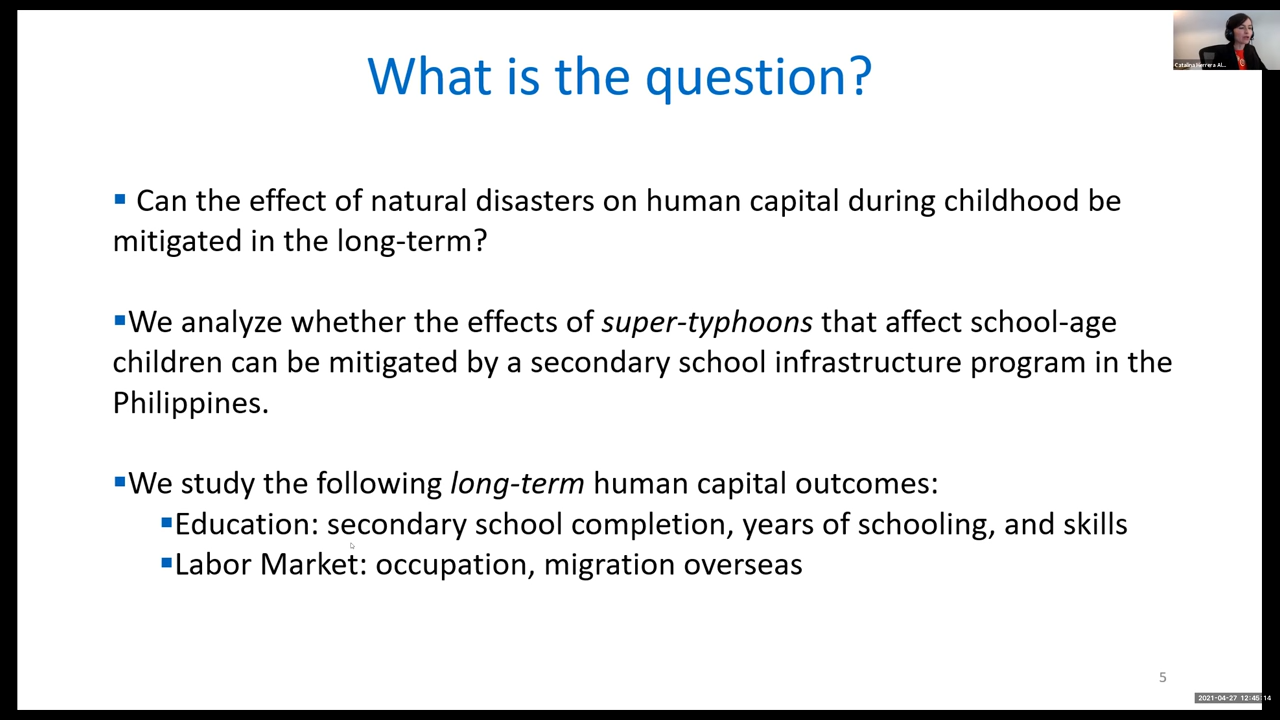 What is the question?
Catalina Herrera Al...
▪ Can the effect of natural disasters on human capital during childhood be
mitigated in the long-term?
▪We analyze whether the effects of super-typhoons that affect school-age
children can be mitigated by a secondary school infrastructure program in the
Philippines.
▪We study the following long-term human capital outcomes:
▪Education: secondary school completion, years of schooling, and skills
▪Labor Market: occupation, migration overseas
5
2021-04-27 12:45:14